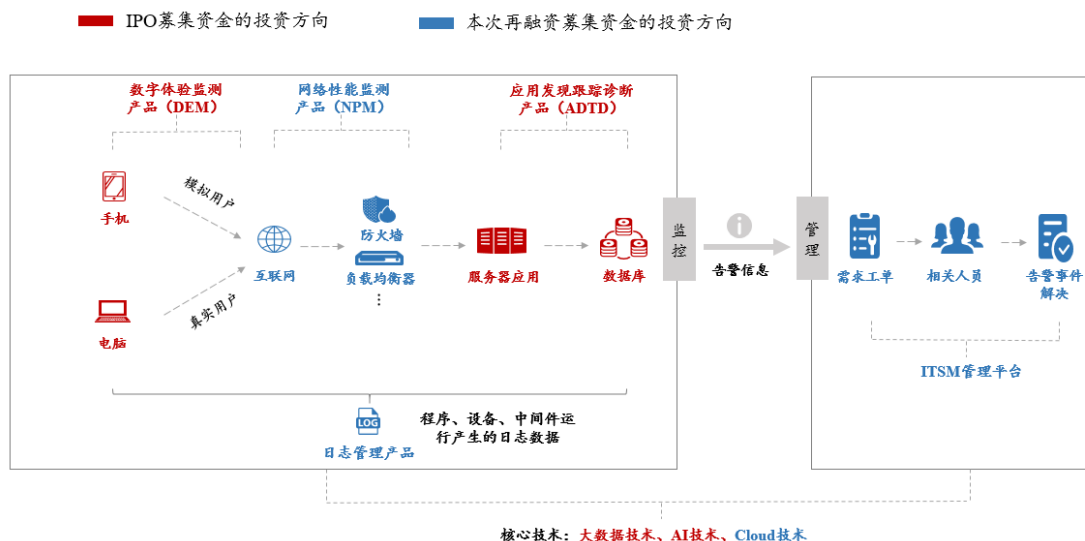 IPO募集资金的投资方向
本次再融资募集资金的投资方向
数字体验监测
产品（DEM）
网络性能监测
产品（NPM）
应用发现跟踪诊断
产品（ADTD）
手机
模拟用户
互联网
防火墙
负载均衡器
⋮
服务器应用
数据库
电脑
真实用户
监控
告警信息
管理
需求工单
相关人员
告警事件
解决
ITSM管理平台
LOG
日志管理产品
程序、设备、中间件运
行产生的日志数据
核心技术：大数据技术、AI技术、Cloud技术